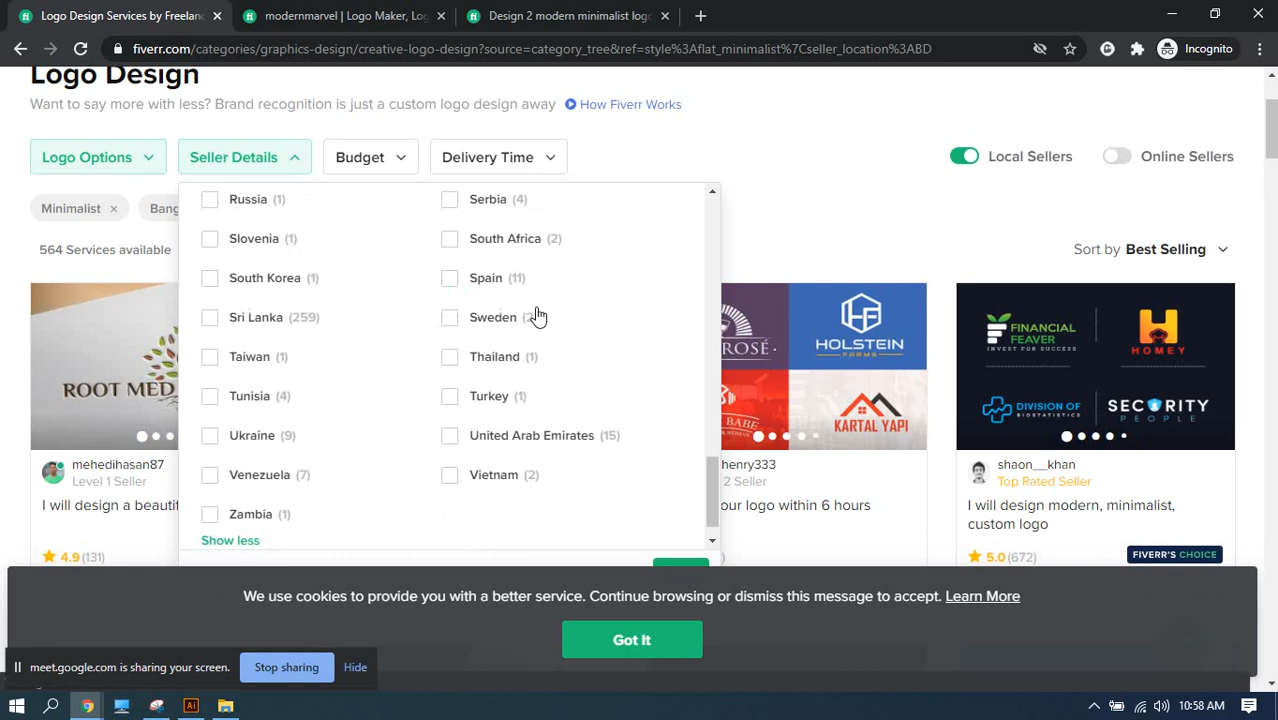 Logo Design Services by Freelanc
modernmarvel | Logo Maker, Log
Design 2 modern minimalist logo
fiverr.com/categories/graphics-design/creative-logo-design?source=category_tree&ref=style%3Aflat_minimalist%7Cseller_location%3ABD
Incognito
Logo Design
Want to say more with less? Brand recognition is just a custom logo design away
How Fiverr Works
Logo Options
Seller Details
Budget
Delivery Time
Local Sellers
Online Sellers
Minimalist
Bang
564 Services available
Sort by Best Selling
Russia (1)
Serbia (4)
Slovenia (1)
South Africa (2)
South Korea (1)
Spain (11)
Sri Lanka (259)
Sweden
Taiwan (1)
Thailand (1)
Tunisia (4)
Turkey (1)
Ukraine (9)
United Arab Emirates (15)
Venezuela (7)
Vietnam (2)
Zambia (1)
Show less
ROOT MED
mehedihasan87
Level 1 Seller
I will design a beautif
4.9 (131)
ROSÉ
HOLSTEIN
FARMS
BABE
KARTAL YAPI
henry333
2 Seller
our logo within 6 hours
FINANCIAL
FEAVER
INVEST FOR SUCCESS
HOMEY
DIVISION OF
BIOSTATISTICS
SECURITY
PEOPLE
shaon__khan
Top Rated Seller
I will design modern, minimalist,
custom logo
5.0 (672)
FIVERR'S CHOICE
We use cookies to provide you with a better service. Continue browsing or dismiss this message to accept. Learn More
Got It
meet.google.com is sharing your screen.
Stop sharing
Hide
10:58 AM